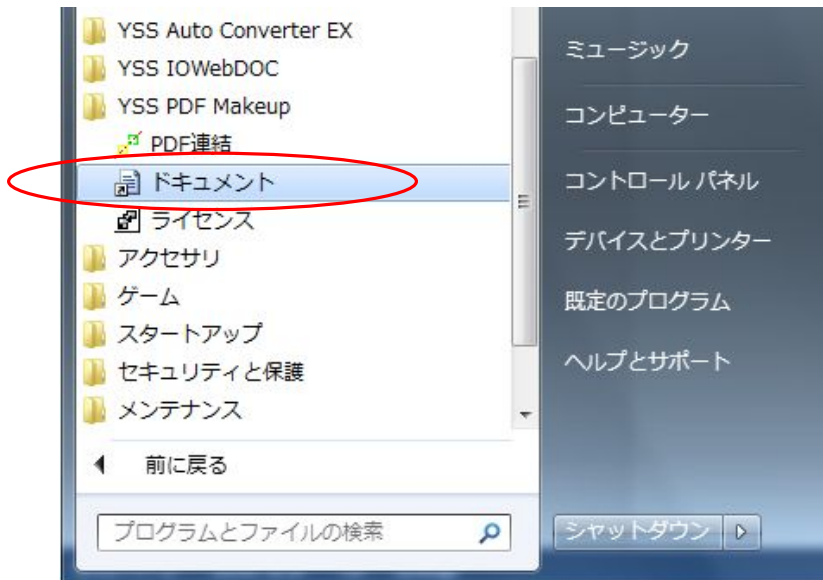 YSS Auto Converter EX
YSS IOWebDOC
YSS PDF Makeup
PDF連結
ドキュメント
ライセンス
アクセサリ
ゲーム
スタートアップ
セキュリティと保護
メンテナンス
前に戻る
プログラムとファイルの検索
ミュージック
コンピューター
コントロール パネル
デバイスとプリンター
既定のプログラム
ヘルプとサポート
シャットダウン